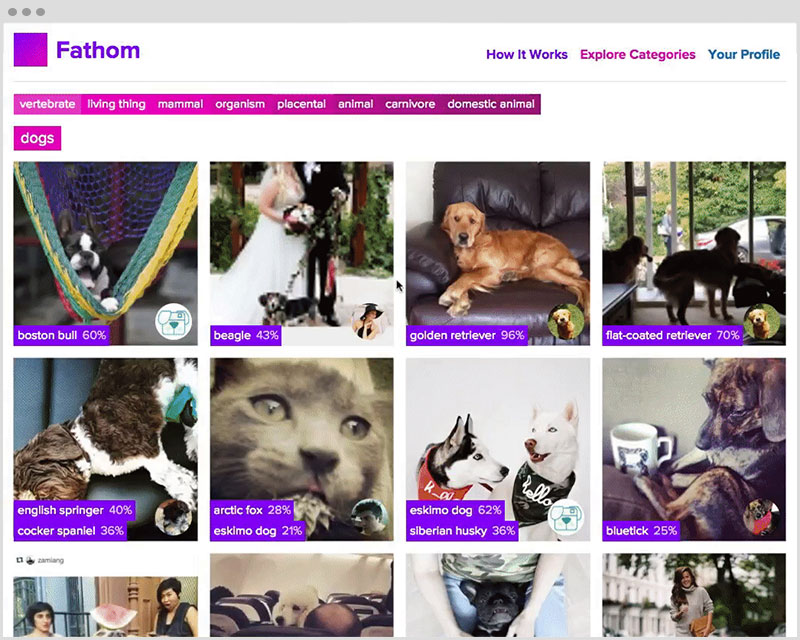 Fathom
How It Works Explore Categories Your Profile
vertebrate living thing mammal organism placental animal carnivore domestic animal
dogs
boston bull 60%
beagle 43%
golden retriever 96%
flat-coated retriever 70%
hello
english springer 40%
cocker spaniel 36%
arctic fox 28%
eskimo dog 21%
eskimo dog 62%
siberian husky 36%
bluetick 25%
zamiang